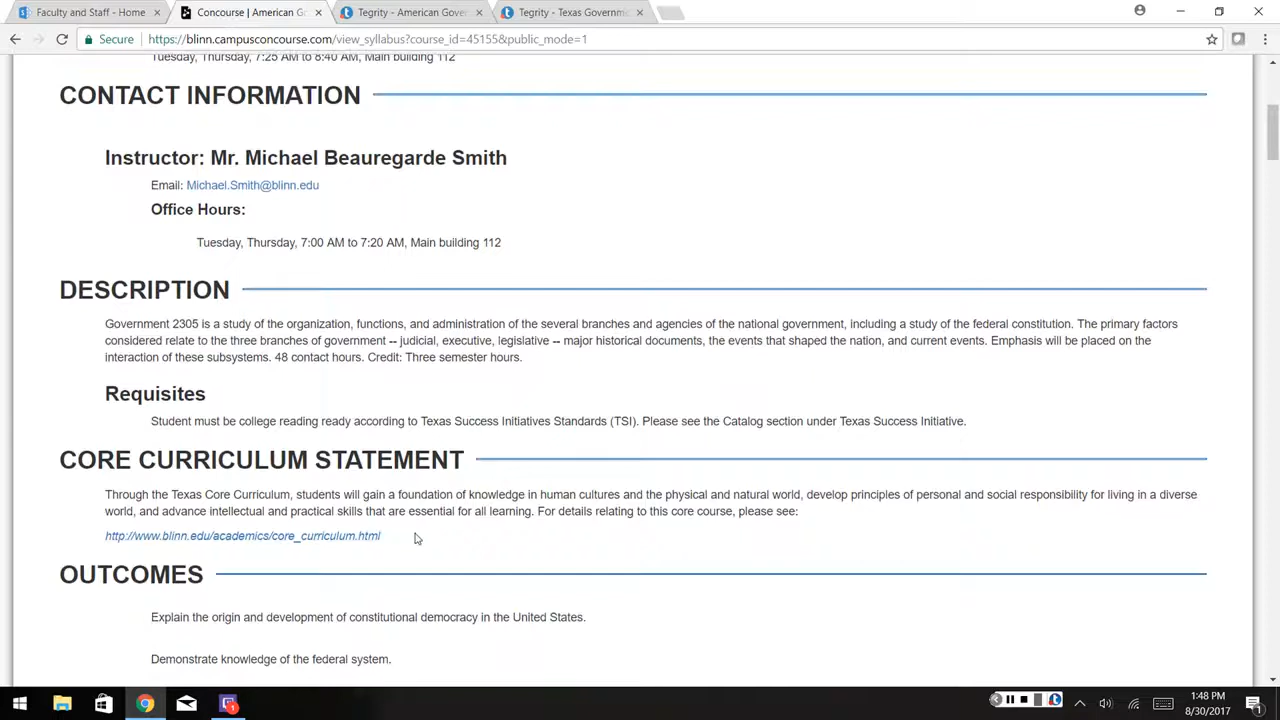 Faculty and Staff - Home
Concourse | American Go
Tegrity - American Gover
Tegrity - Texas Governme
Secure
https://blinn.campusconcourse.com/view_syllabus?course_id=45155&public_mode=1
Tuesday, Thursday, 7:25 AM to 8:40 AM, Main building 112
CONTACT INFORMATION
Instructor: Mr. Michael Beauregarde Smith
Email: Michael.Smith@blinn.edu
Office Hours:
Tuesday, Thursday, 7:00 AM to 7:20 AM, Main building 112
DESCRIPTION
Government 2305 is a study of the organization, functions, and administration of the several branches and agencies of the national government, including a study of the federal constitution. The primary factors
considered relate to the three branches of government -- judicial, executive, legislative -- major historical documents, the events that shaped the nation, and current events. Emphasis will be placed on the
interaction of these subsystems. 48 contact hours. Credit: Three semester hours.
Requisites
Student must be college reading ready according to Texas Success Initiatives Standards (TSI). Please see the Catalog section under Texas Success Initiative.
CORE CURRICULUM STATEMENT
Through the Texas Core Curriculum, students will gain a foundation of knowledge in human cultures and the physical and natural world, develop principles of personal and social responsibility for living in a diverse
world, and advance intellectual and practical skills that are essential for all learning. For details relating to this core course, please see:
http://www.blinn.edu/academics/core_curriculum.html
OUTCOMES
Explain the origin and development of constitutional democracy in the United States.
Demonstrate knowledge of the federal system.
1:48 PM
8/30/2017